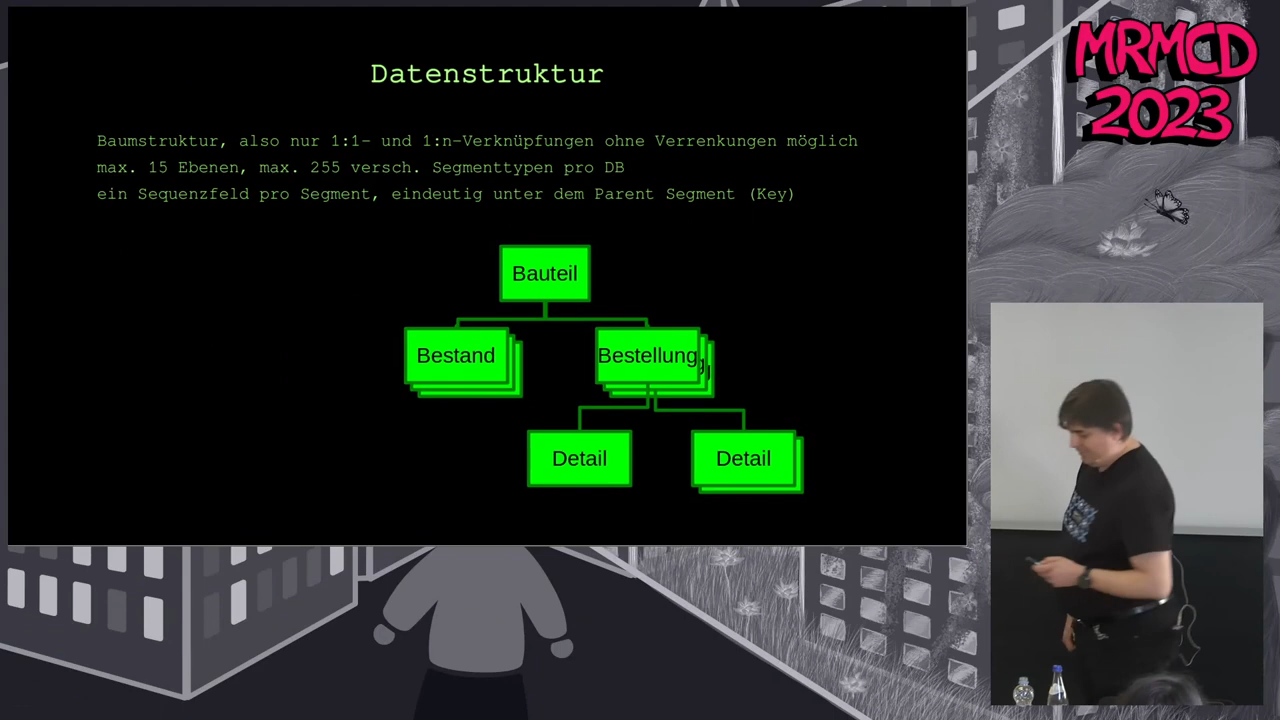 Datenstruktur
Baumstruktur, also nur 1:1- und 1:n-Verknüpfungen ohne Verrenkungen möglich
max. 15 Ebenen, max. 255 versch. Segmenttypen pro DB
ein Sequenzfeld pro Segment, eindeutig unter dem Parent Segment (Key)
Bauteil
Bestand
Bestellung
Detail
Detail
MRMCD
2023